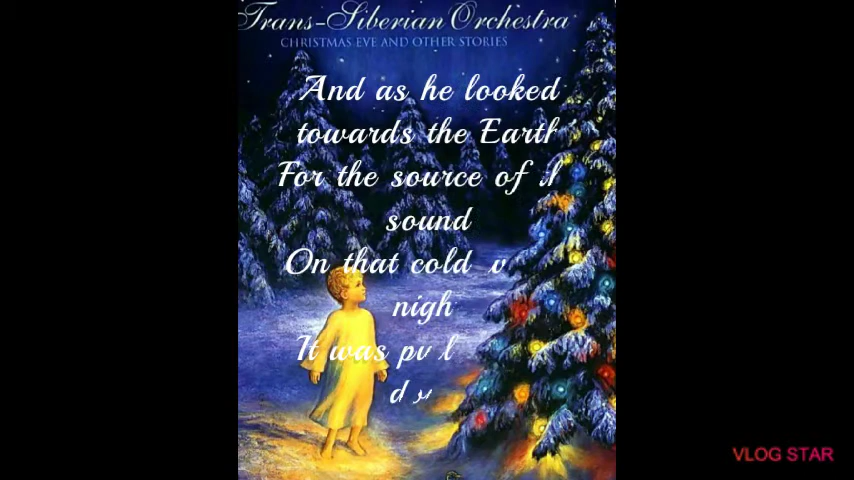 Trans-Siberian Orchestra
CHRISTMAS EVE AND OTHER STORIES
And as he looked
towards the Earth
For the source of
sound
On that cold
nigh
It was
VLOG STAR